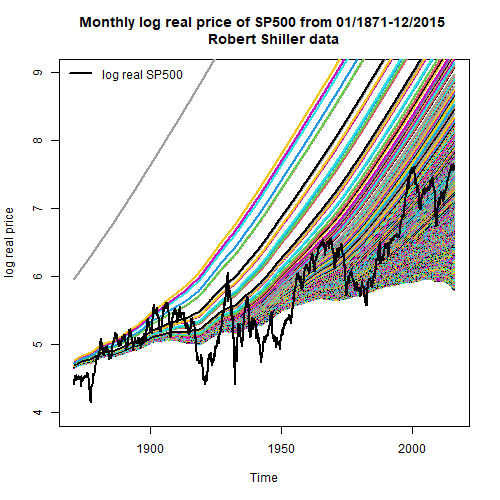 Monthly log real price of SP500 from 01/1871-12/2015
Robert Shiller data
log real SP500
9
8
7
6
5
4
log real price
1900
1950
2000
Time